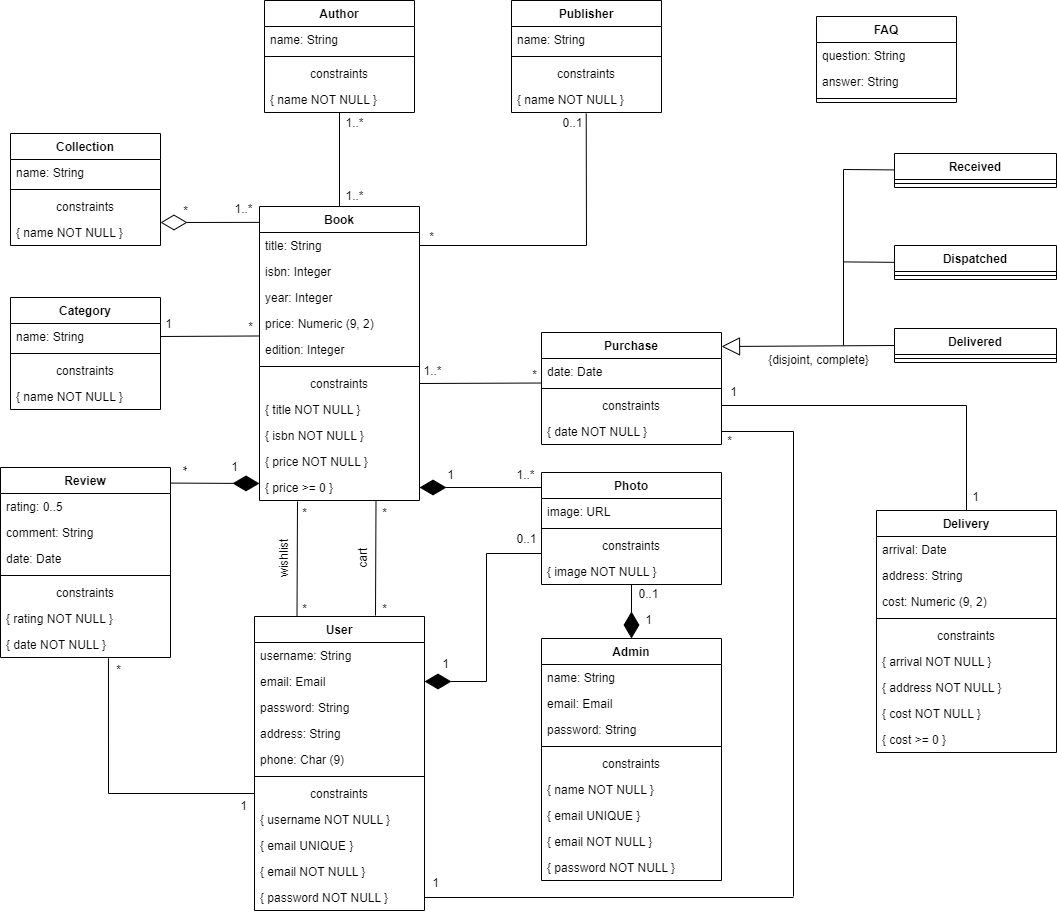 Author
name: String
constraints
{ name NOT NULL }
1..*
Publisher
name: String
constraints
{ name NOT NULL }
0..1
FAQ
question: String
answer: String
Collection
name: String
constraints
{ name NOT NULL }
*
1..*
1..*
Book
title: String
isbn: Integer
year: Integer
price: Numeric (9, 2)
edition: Integer
constraints
{ title NOT NULL }
{ isbn NOT NULL }
{ price NOT NULL }
{ price >= 0 }
*
Received
Dispatched
Delivered
{disjoint, complete}
Category
name: String
constraints
{ name NOT NULL }
1
*
1..*
*
Purchase
date: Date
constraints
{ date NOT NULL }
1
*
Review
rating: 0..5
comment: String
date: Date
constraints
{ rating NOT NULL }
{ date NOT NULL }
*
1
1
1..*
Photo
image: URL
constraints
{ image NOT NULL }
0..1
0..1
1
1
Delivery
arrival: Date
address: String
cost: Numeric (9, 2)
constraints
{ arrival NOT NULL }
{ address NOT NULL }
{ cost NOT NULL }
{ cost >= 0 }
*
*
wishlist
cart
*
*
User
username: String
email: Email
password: String
address: String
phone: Char (9)
constraints
{ username NOT NULL }
{ email UNIQUE }
{ email NOT NULL }
{ password NOT NULL }
1
*
1
1
Admin
name: String
email: Email
password: String
constraints
{ name NOT NULL }
{ email UNIQUE }
{ email NOT NULL }
{ password NOT NULL }